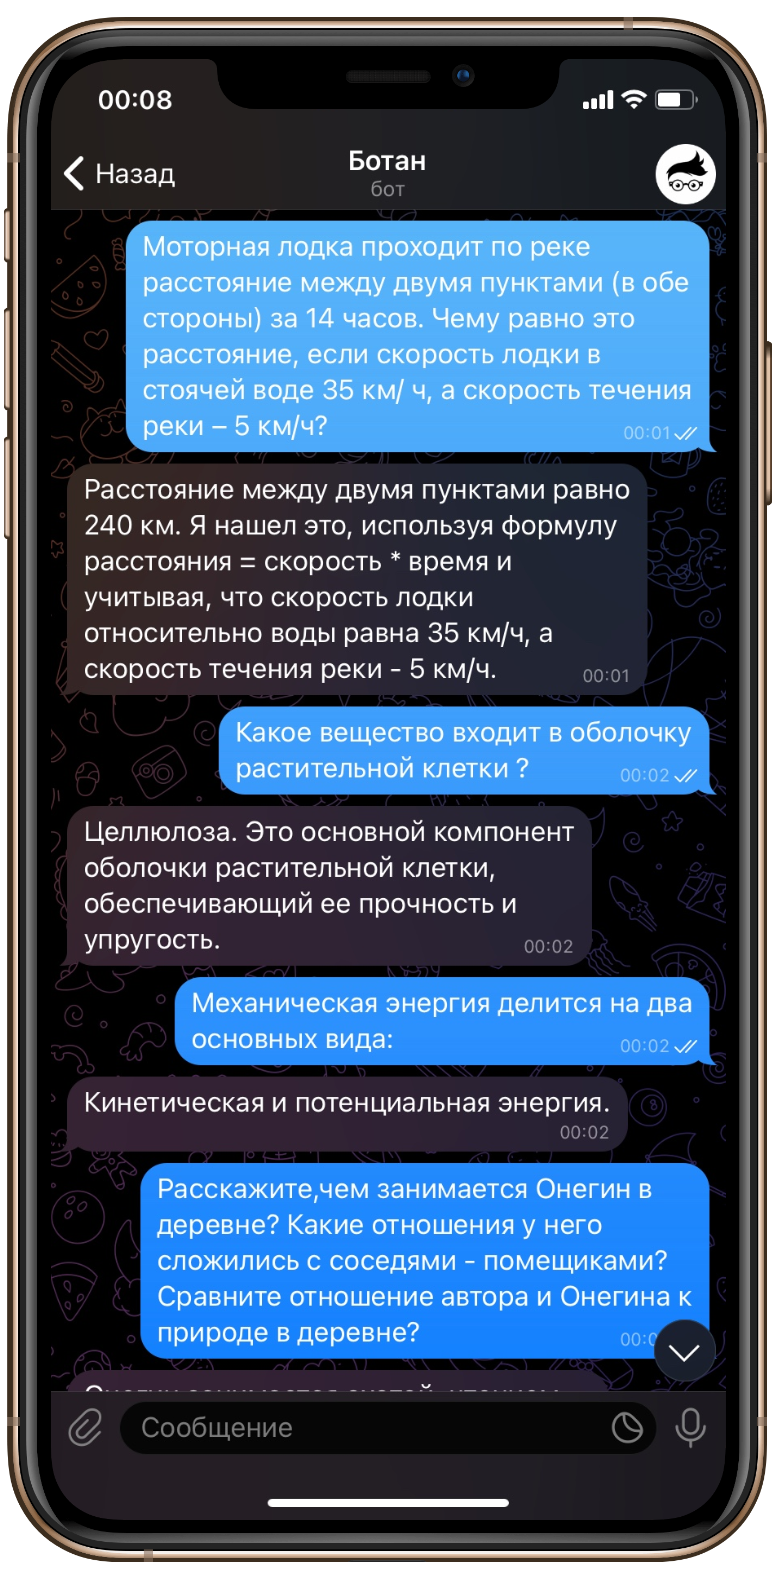 00:08
Назад
Ботан
бот
Моторная лодка проходит по реке
расстояние между двумя пунктами (в обе
стороны) за 14 часов. Чему равно это
расстояние, если скорость лодки в
стоячей воде 35 км/ ч, а скорость течения
реки – 5 км/ч?
00:01
Расстояние между двумя пунктами равно
240 км. Я нашел это, используя формулу
расстояния = скорость * время и
учитывая, что скорость лодки
относительно воды равна 35 км/ч, а
скорость течения реки - 5 км/ч.
00:01
Какое вещество входит в оболочку
растительной клетки ?
00:02
Целлюлоза. Это основной компонент
оболочки растительной клетки,
обеспечивающий ее прочность и
упругость.
00:02
Механическая энергия делится на два
основных вида:
00:02
Кинетическая и потенциальная энергия.
00:02
Расскажите,чем занимается Онегин в
деревне? Какие отношения у него
сложились с соседями - помещиками?
Сравните отношение автора и Онегина к
природе в деревне?
Сообщение